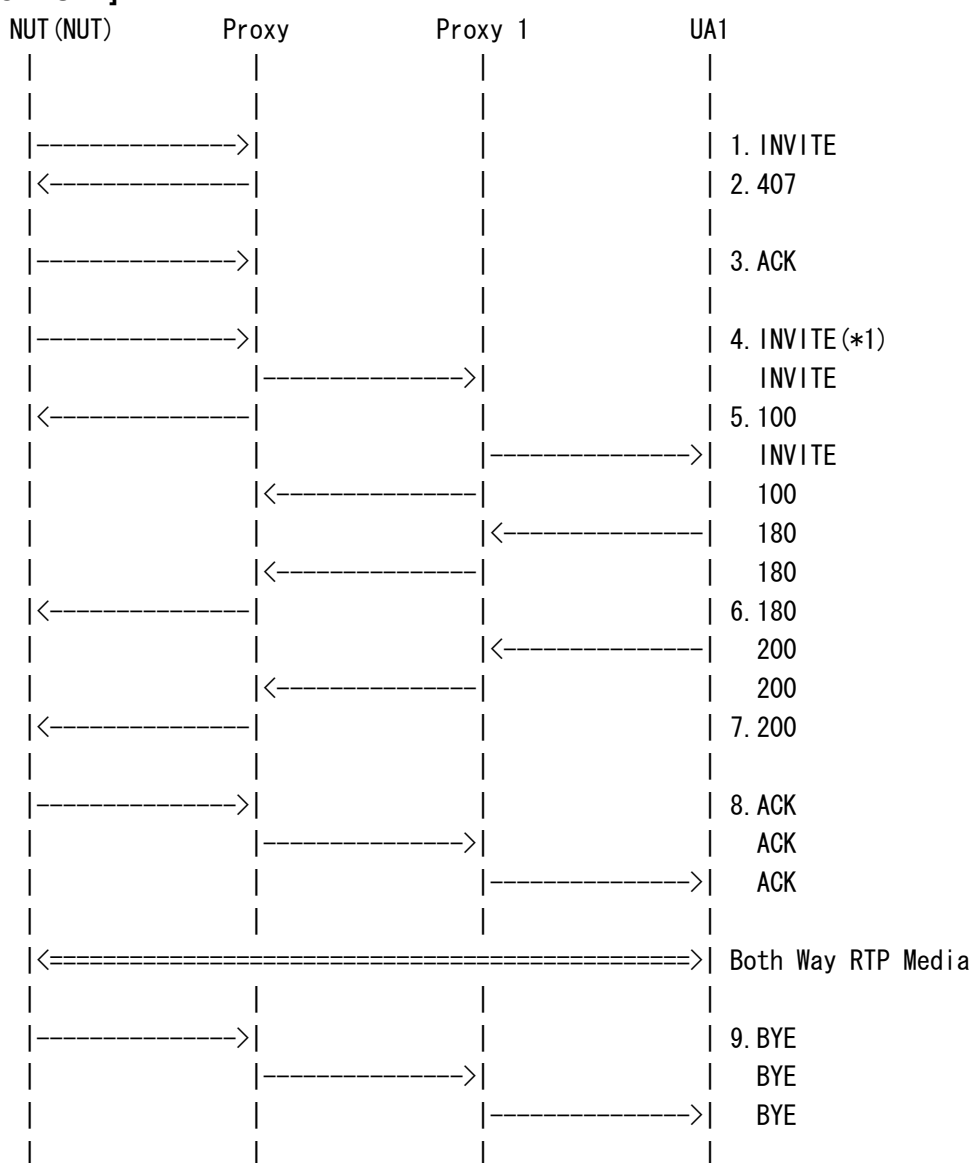 NUT(NUT) Proxy Proxy 1 UA1
| | | |
| | | |
|--------------->| | | 1.INVITE
|<---------------| | | 2.407
| | | |
|--------------->| | | 3.ACK
| | | |
|--------------->| | | 4.INVITE(*1)
| |--------------->| | INVITE
|<---------------| | | 5.100
| | |--------------->| INVITE
| |<---------------| | 100
| | |<---------------| 180
| |<---------------| | 180
|<---------------| | | 6.180
| | |<---------------| 200
| |<---------------| | 200
|<---------------| | | 7.200
| | | |
|--------------->| | | 8.ACK
| |--------------->| | ACK
| | |--------------->| ACK
| | | |
|<================================================>| Both Way RTP Media
| | | |
|--------------->| | | 9.BYE
| |--------------->| | BYE
| | |--------------->| BYE
| | | |